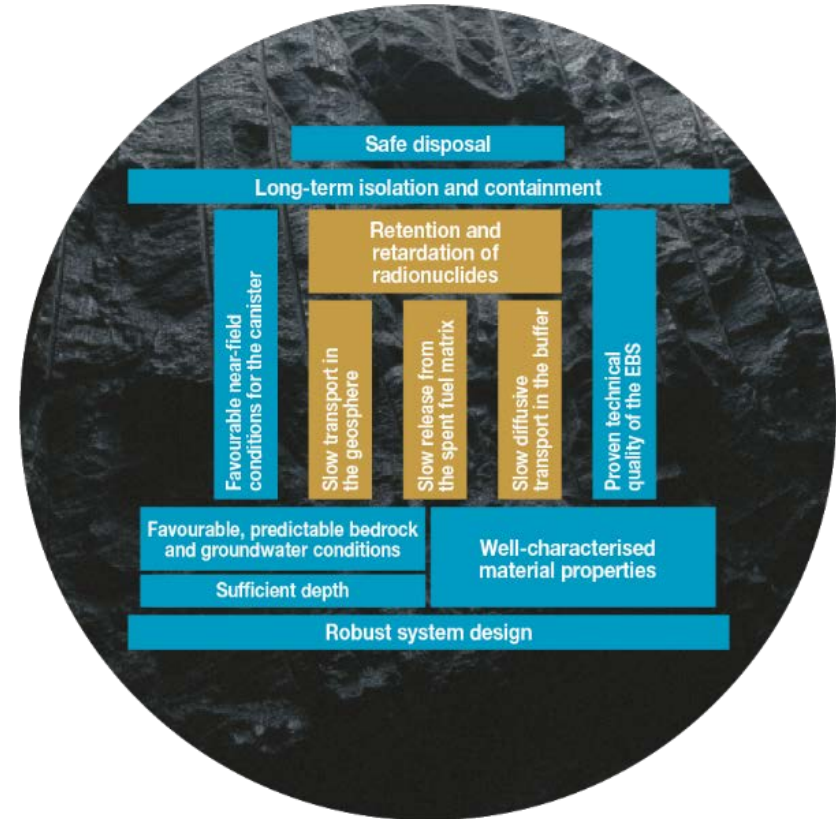 Safe disposal
Long-term isolation and containment
Favourable near-field
conditions for the canister
Retention and
retardation of
radionuclides
Slow transport in
the geosphere
Slow release from
the spent fuel matrix
Slow diffusive
transport in the buffer
Proven technical
quality of the EBS
Favourable, predictable bedrock
and groundwater conditions
Well-characterised
material properties
Sufficient depth
Robust system design